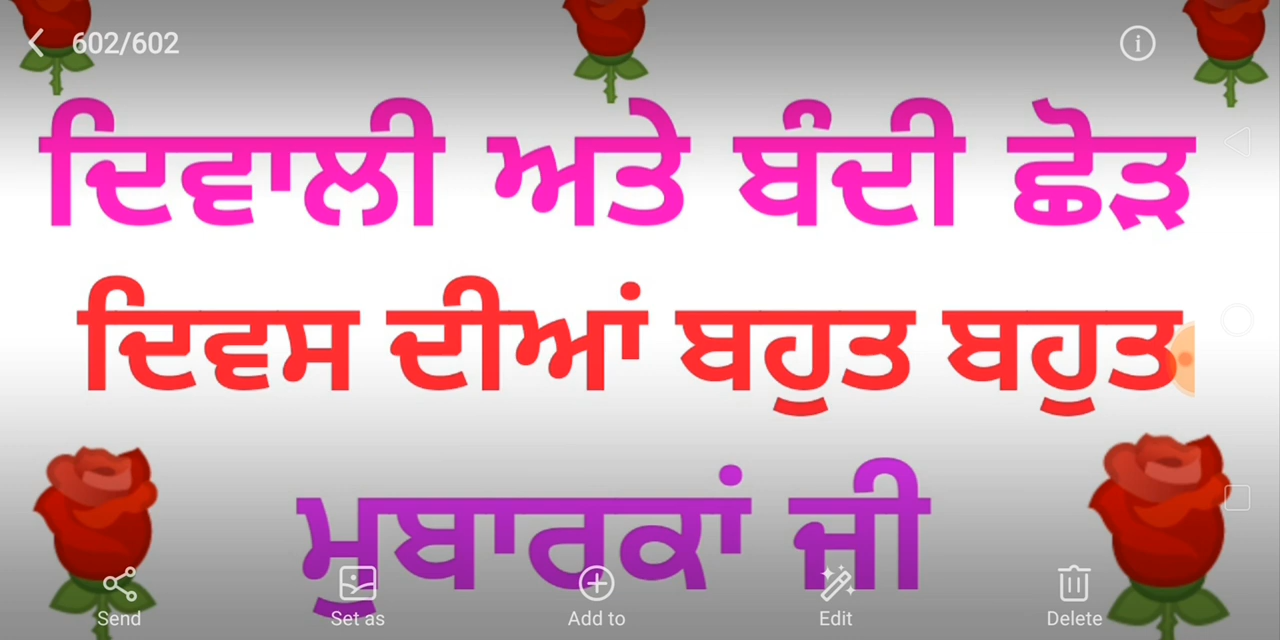 602/602
ਦਿਵਾਲੀ ਅਤੇ ਬੰਦੀ ਛੋੜ
ਦਿਵਸ ਦੀਆਂ ਬਹੁਤ ਬਹੁਤ
ਮੁਬਾਰਕਾਂ ਜੀ
Send Set as Add to Edit Delete